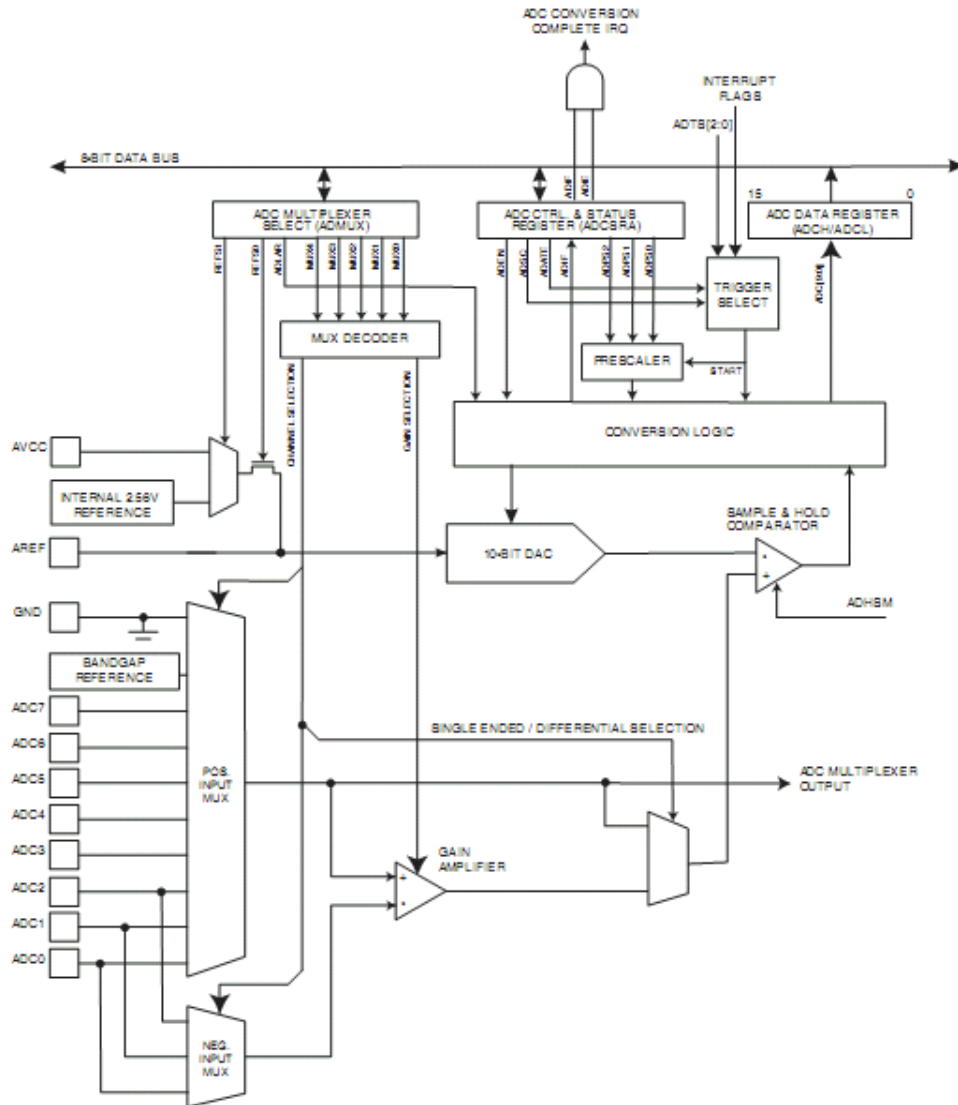 ADC CONVERSION
COMPLETE IRQ
INTERRUPT
FLAGS
ADTS[2:0]
8-BIT DATA BUS
ADIF
ADIE
15
0
ADC MULTIPLEXER
SELECT (ADMUX)
ADC CTRL. & STATUS
REGISTER (ADCSRA)
ADC DATA REGISTER
(ADCH/ADCL)
REFS1
REFS0
ADLAR
MUX4
MUX3
MUX2
MUX1
MUX0
ADEN
ADSC
ADATE
ADIF
ADPS2
ADPS1
ADPS0
ADC[9:0]
TRIGGER
SELECT
MUX DECODER
PRESCALER
START
CHANNEL SELECTION
GAIN SELECTION
CONVERSION LOGIC
AVCC
INTERNAL 2.56V
REFERENCE
SAMPLE & HOLD
COMPARATOR
AREF
10-BIT DAC
-
+
ADHSM
GND
BANDGAP
REFERENCE
ADC7
SINGLE ENDED / DIFFERENTIAL SELECTION
ADC6
ADC5
POS.
INPUT
MUX
ADC MULTIPLEXER
OUTPUT
ADC4
ADC3
GAIN
AMPLIFIER
+
-
ADC2
ADC1
ADC0
NEG.
INPUT
MUX